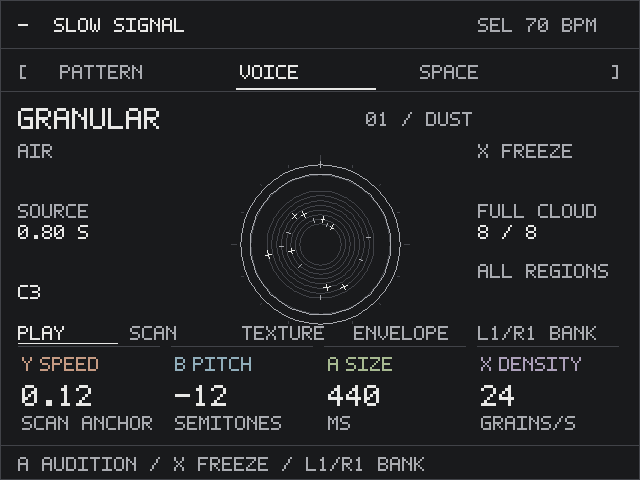 – SLOW SIGNAL SEL 70 BPM
[ PATTERN VOICE SPACE ]
GRANULAR 01 / DUST
AIR X FREEZE
SOURCE FULL CLOUD
0.80 S 8 / 8
ALL REGIONS
C3
PLAY SCAN TEXTURE ENVELOPE L1/R1 BANK
Y SPEED B PITCH A SIZE X DENSITY
0.12 −12 440 24
SCAN ANCHOR SEMITONES MS GRAINS/S
A AUDITION / X FREEZE / L1/R1 BANK